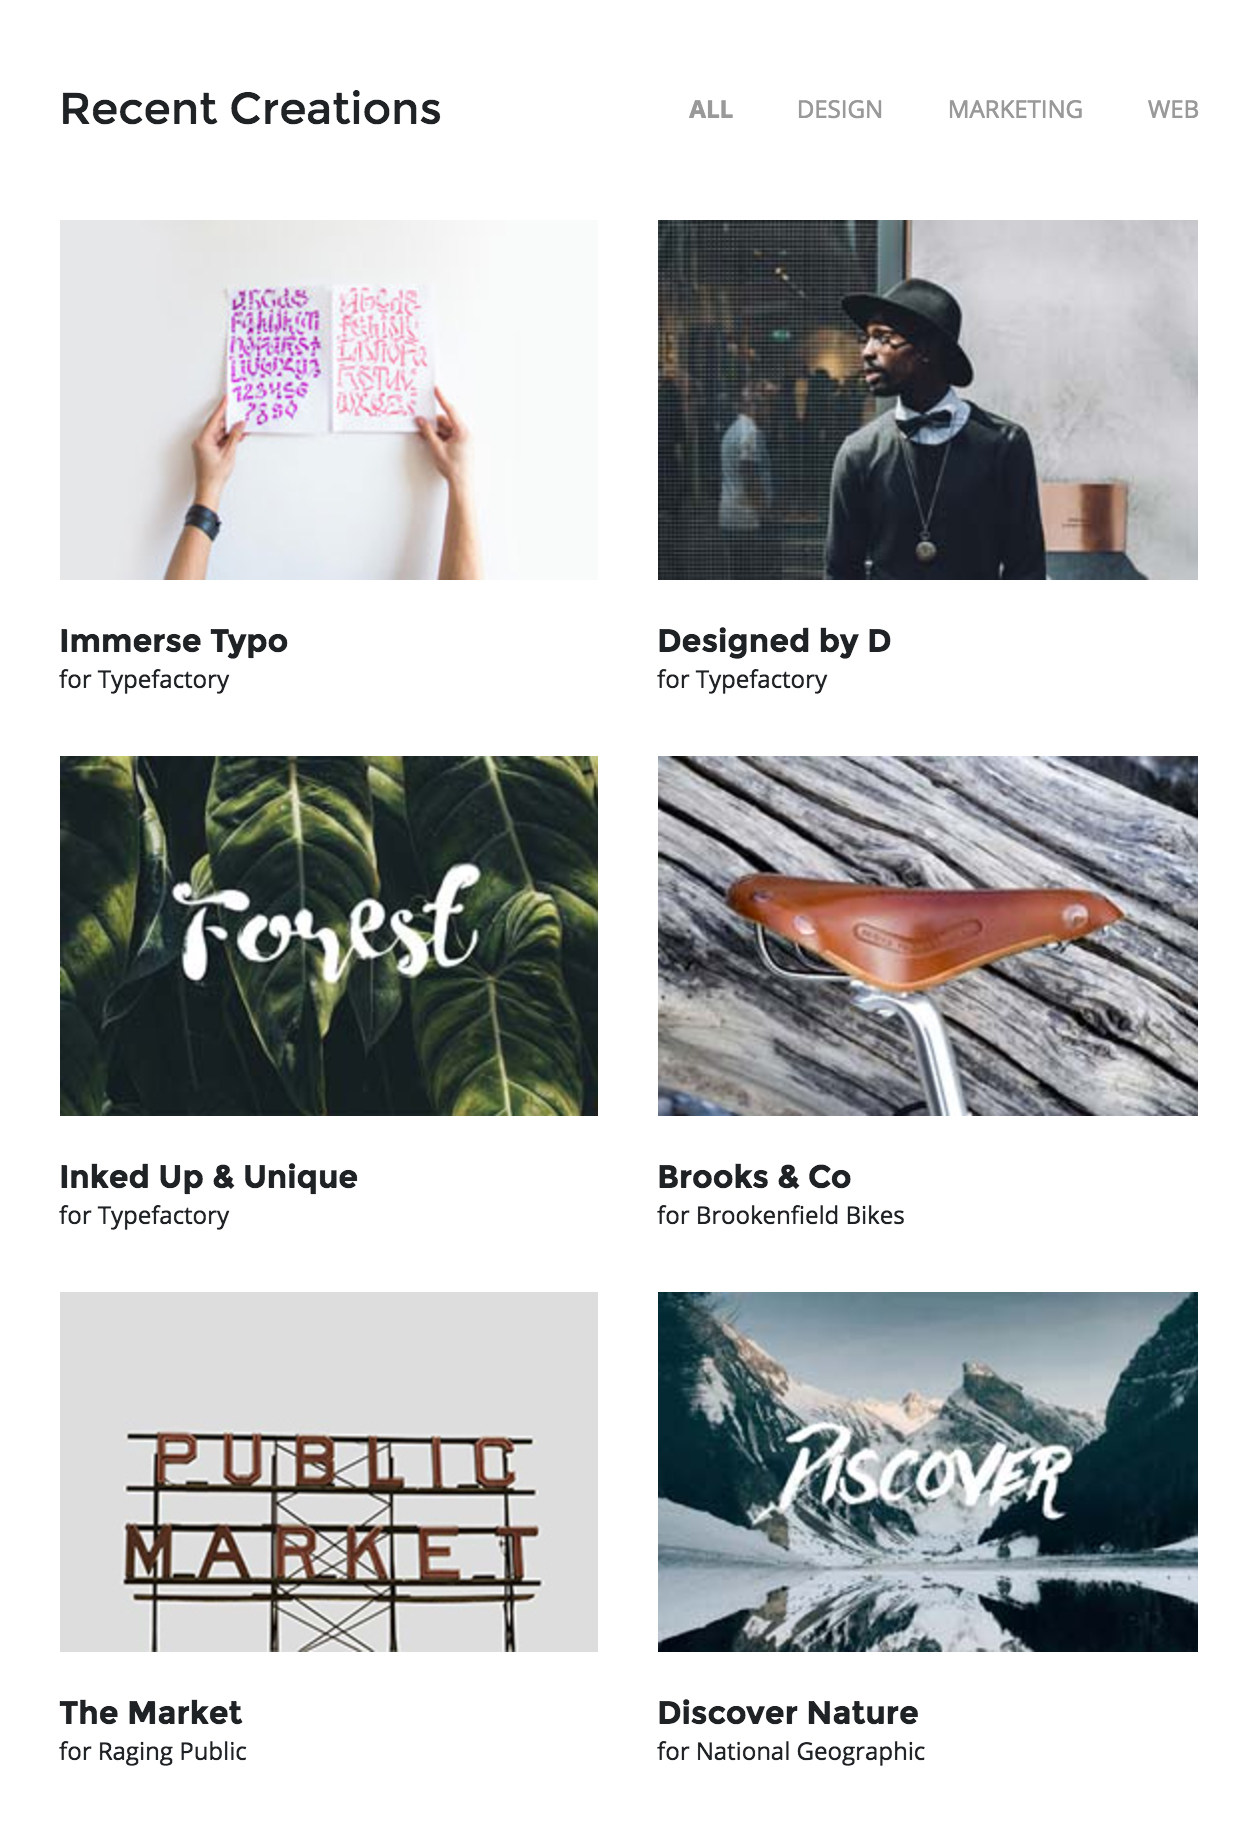 Recent Creations
ALL DESIGN MARKETING WEB
Immerse Typo
for Typefactory
Designed by D
for Typefactory
Forest
Inked Up & Unique
for Typefactory
Brooks & Co
for Brookenfield Bikes
PUBLIC
MARKET
The Market
for Raging Public
DISCOVER
Discover Nature
for National Geographic